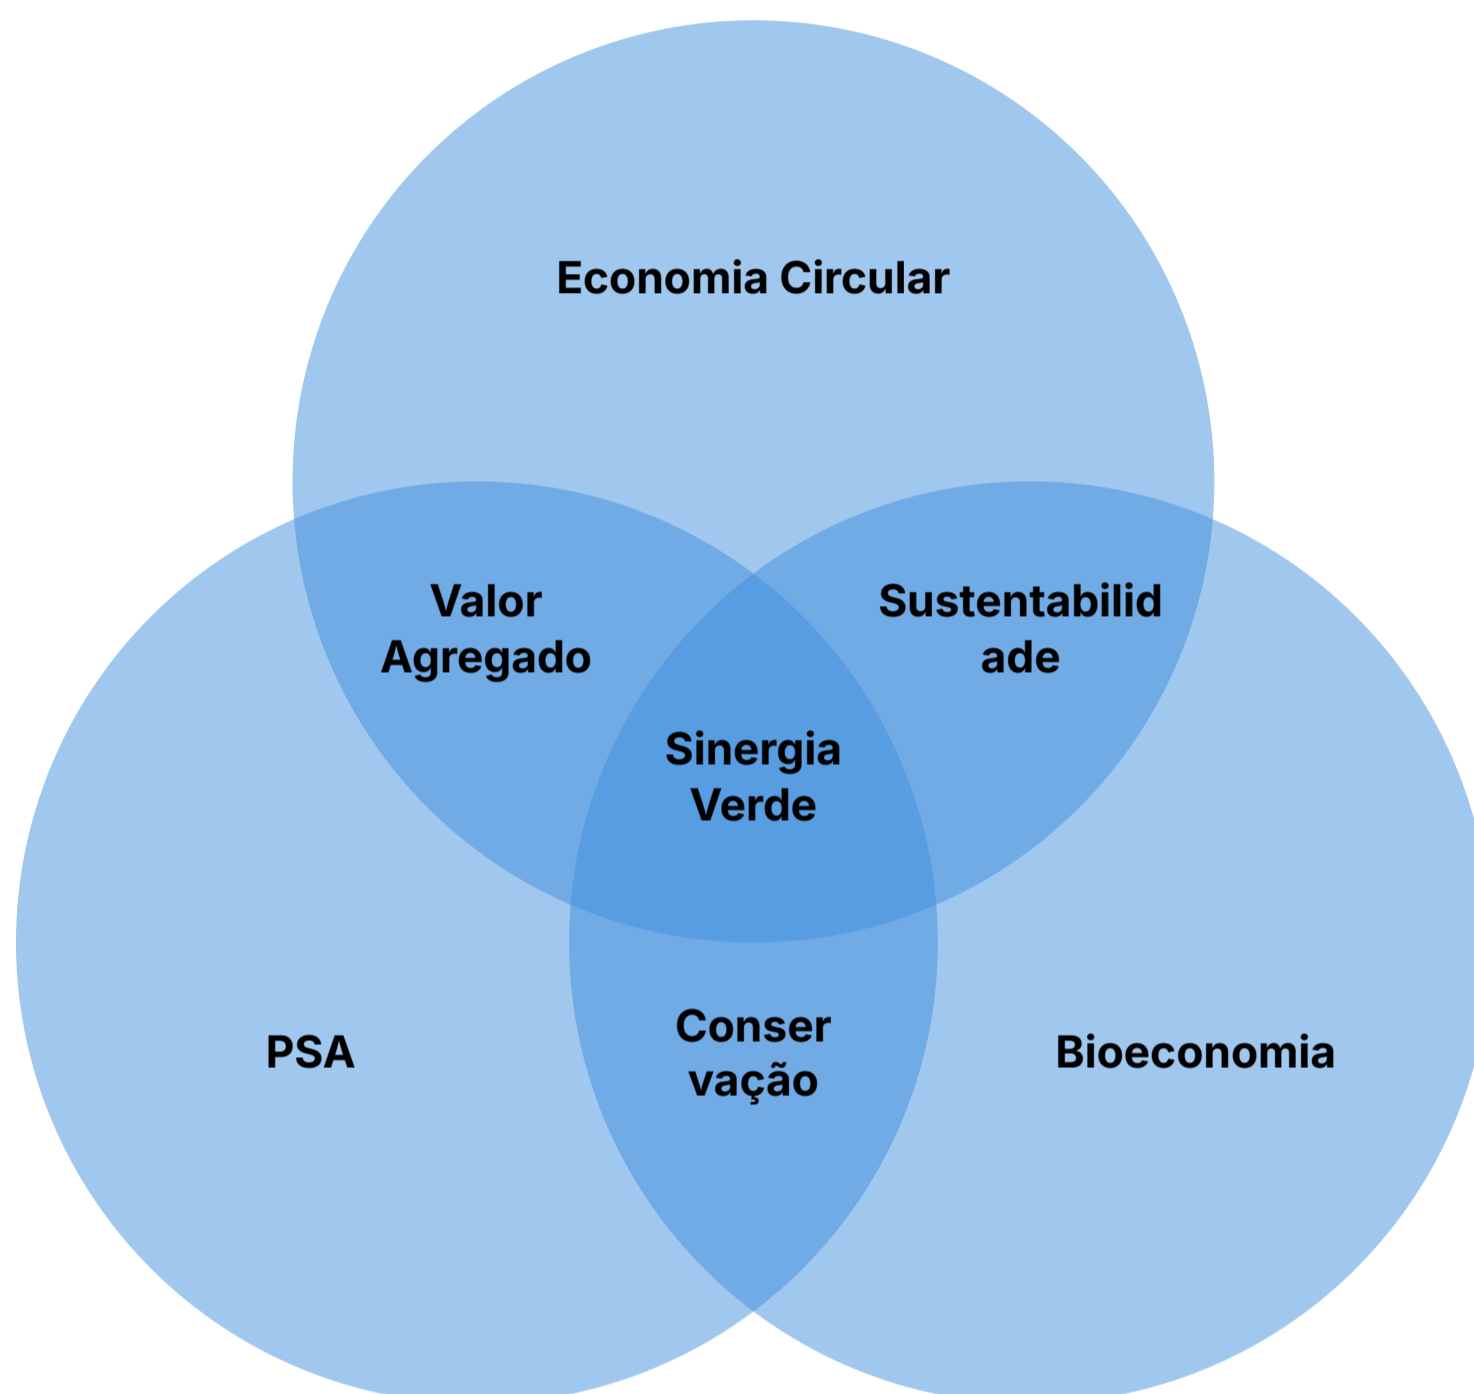 Economia Circular
Valor
Agregado
Sustentabilid
ade
Sinergia
Verde
PSA
Conser
vação
Bioeconomia